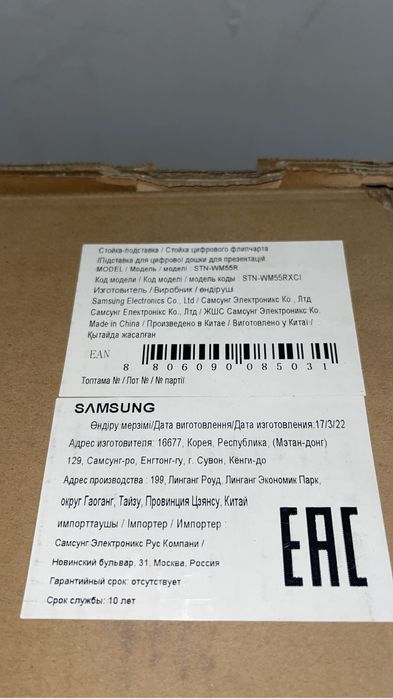 Стойка-подставка / Стойка цифрового флипчарта
/Підставка для цифрової дошки для презентацій
MODEL / Модель / моделі : STN-WM55R
Код модели / Код моделі / модель коды : STN-WM55RXCI
Изготовитель / Виробник / өндіруш
Samsung Electronics Co., Ltd / Самсунг Электроникс Ко., Лтд
Самсунг Електронікс Ко., Лтд / ЖШС Самсунг Электроникс Ко.
Made in China / Произведено в Китае / Виготовлено у Китаї /
Қытайда жасалған
EAN
8 806090 085031
Топтама № / Лот № / № партії
SAMSUNG
Өндіру мерзімі/Дата виготовлення/Дата изготовления:17/3/22
Адрес изготовителя: 16677, Корея, Республика, (Мэтан-донг)
129, Самсунг-ро, Енгтонг-гу, г. Сувон, Кёнги-до
Адрес производства : 199, Линганг Роуд, Линганг Экономик Парк,
округ Гаоганг, Тайзу, Провинция Цзянсу, Китай
импорттаушы / Імпортер / Импортер :
Самсунг Электроникс Рус Компани /
Новинский бульвар, 31, Москва, Россия
Гарантийный срок: отсутствует
Срок службы: 10 лет
EAC